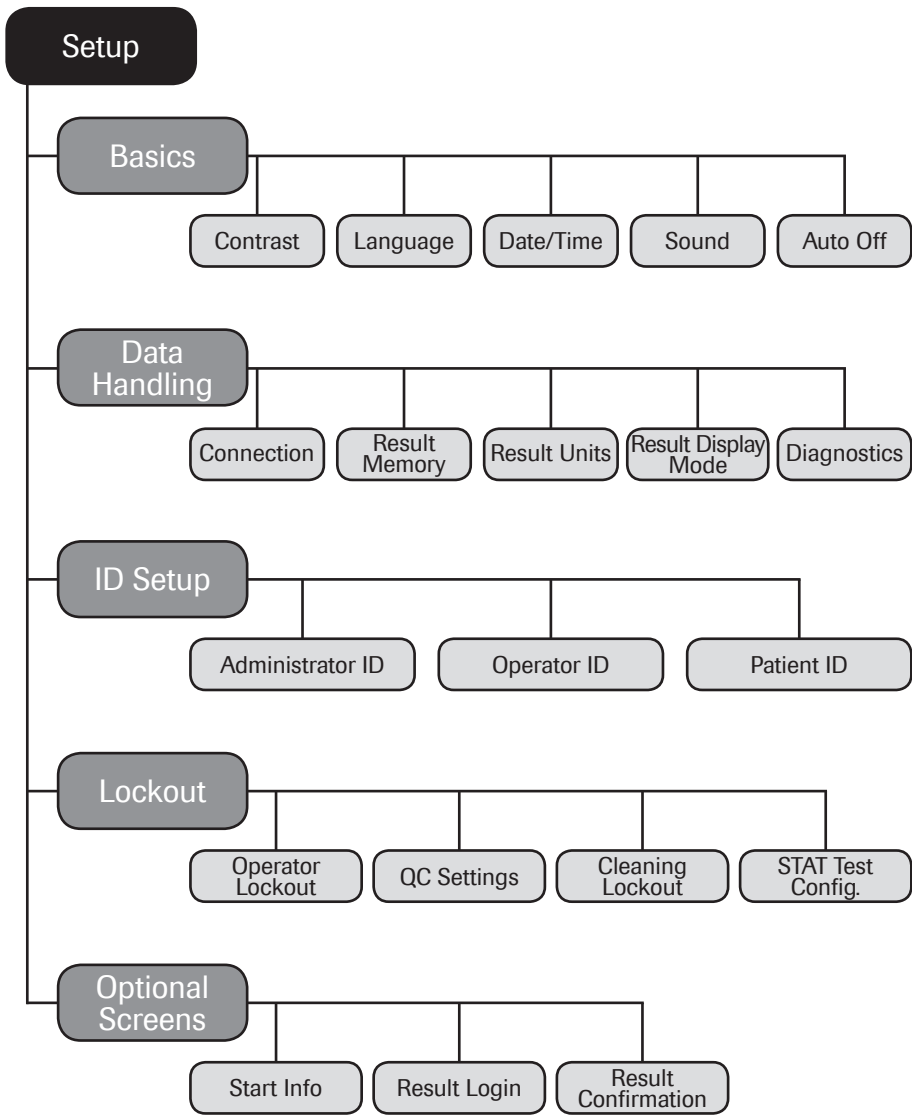 Setup
Basics
Contrast
Language
Date/Time
Sound
Auto Off
Data
Handling
Connection
Result
Memory
Result Units
Result Display
Mode
Diagnostics
ID Setup
Administrator ID
Operator ID
Patient ID
Lockout
Operator
Lockout
QC Settings
Cleaning
Lockout
STAT Test
Config.
Optional
Screens
Start Info
Result Login
Result
Confirmation